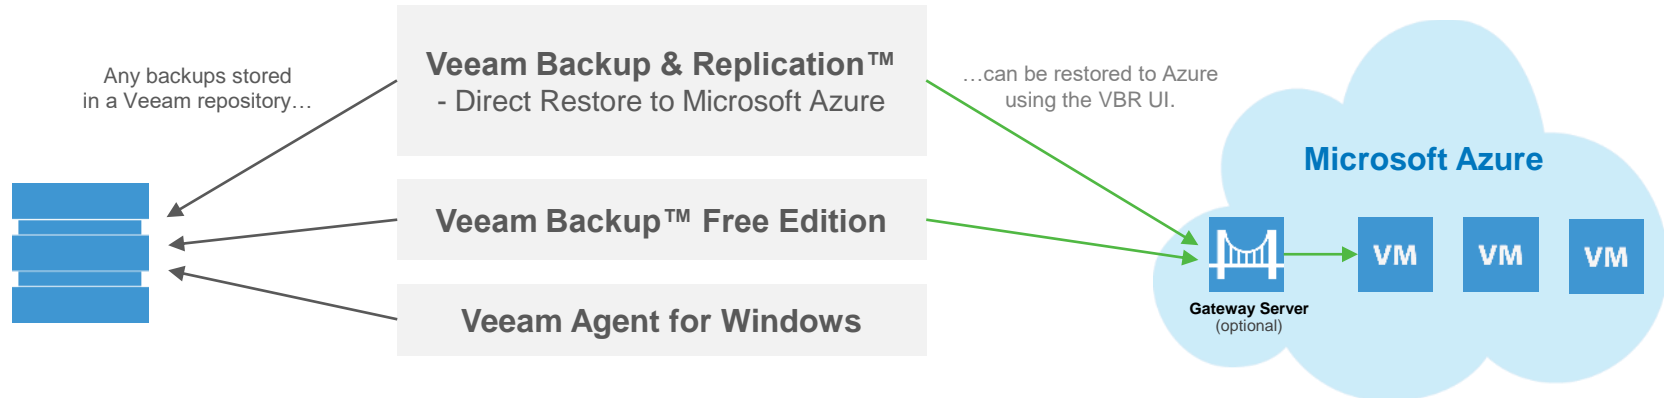 Any backups stored
in a Veeam repository…
Veeam Backup & Replication™
- Direct Restore to Microsoft Azure
…can be restored to Azure
using the VBR UI.
Microsoft Azure
Veeam Backup™ Free Edition
VM
VM
VM
Gateway Server
(optional)
Veeam Agent for Windows